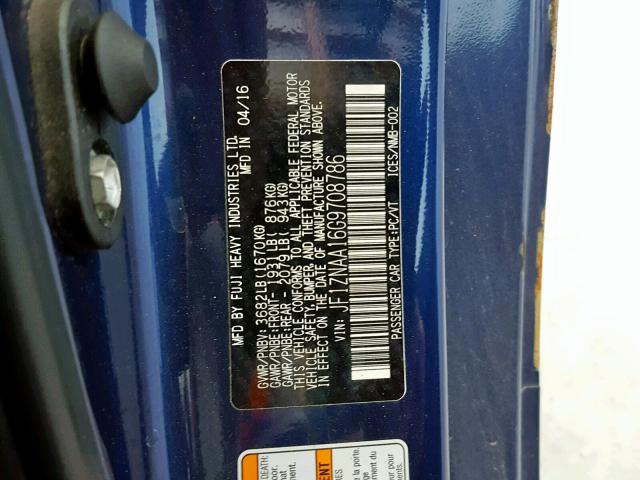 MFD BY FUJI HEAVY INDUSTRIES LTD.
MFD IN 04/16
GVWR/PNBV: 3682LB(1670KG)
GAWR/PNBE:FRONT- 1931LB( 876KG)
GAWR/PNBE:REAR - 2079LB( 943KG)
THIS VEHICLE CONFORMS TO ALL APPLICABLE FEDERAL MOTOR
VEHICLE SAFETY, BUMPER, AND THEFT PREVENTION STANDARDS
IN EFFECT ON THE DATE OF MANUFACTURE SHOWN ABOVE.
VIN: JF1ZNAA16G9708786
PASSENGER CAR TYPE:PC/VT ICES/NMB-002
DEATH:
door.
du